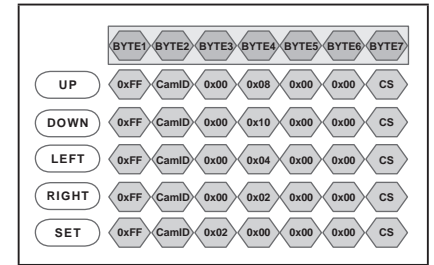 BYTE1 BYTE2 BYTE3 BYTE4 BYTE5 BYTE6 BYTE7
UP 0xFF CamID 0x00 0x08 0x00 0x00 CS
DOWN 0xFF CamID 0x00 0x10 0x00 0x00 CS
LEFT 0xFF CamID 0x00 0x04 0x00 0x00 CS
RIGHT 0xFF CamID 0x00 0x02 0x00 0x00 CS
SET 0xFF CamID 0x02 0x00 0x00 0x00 CS